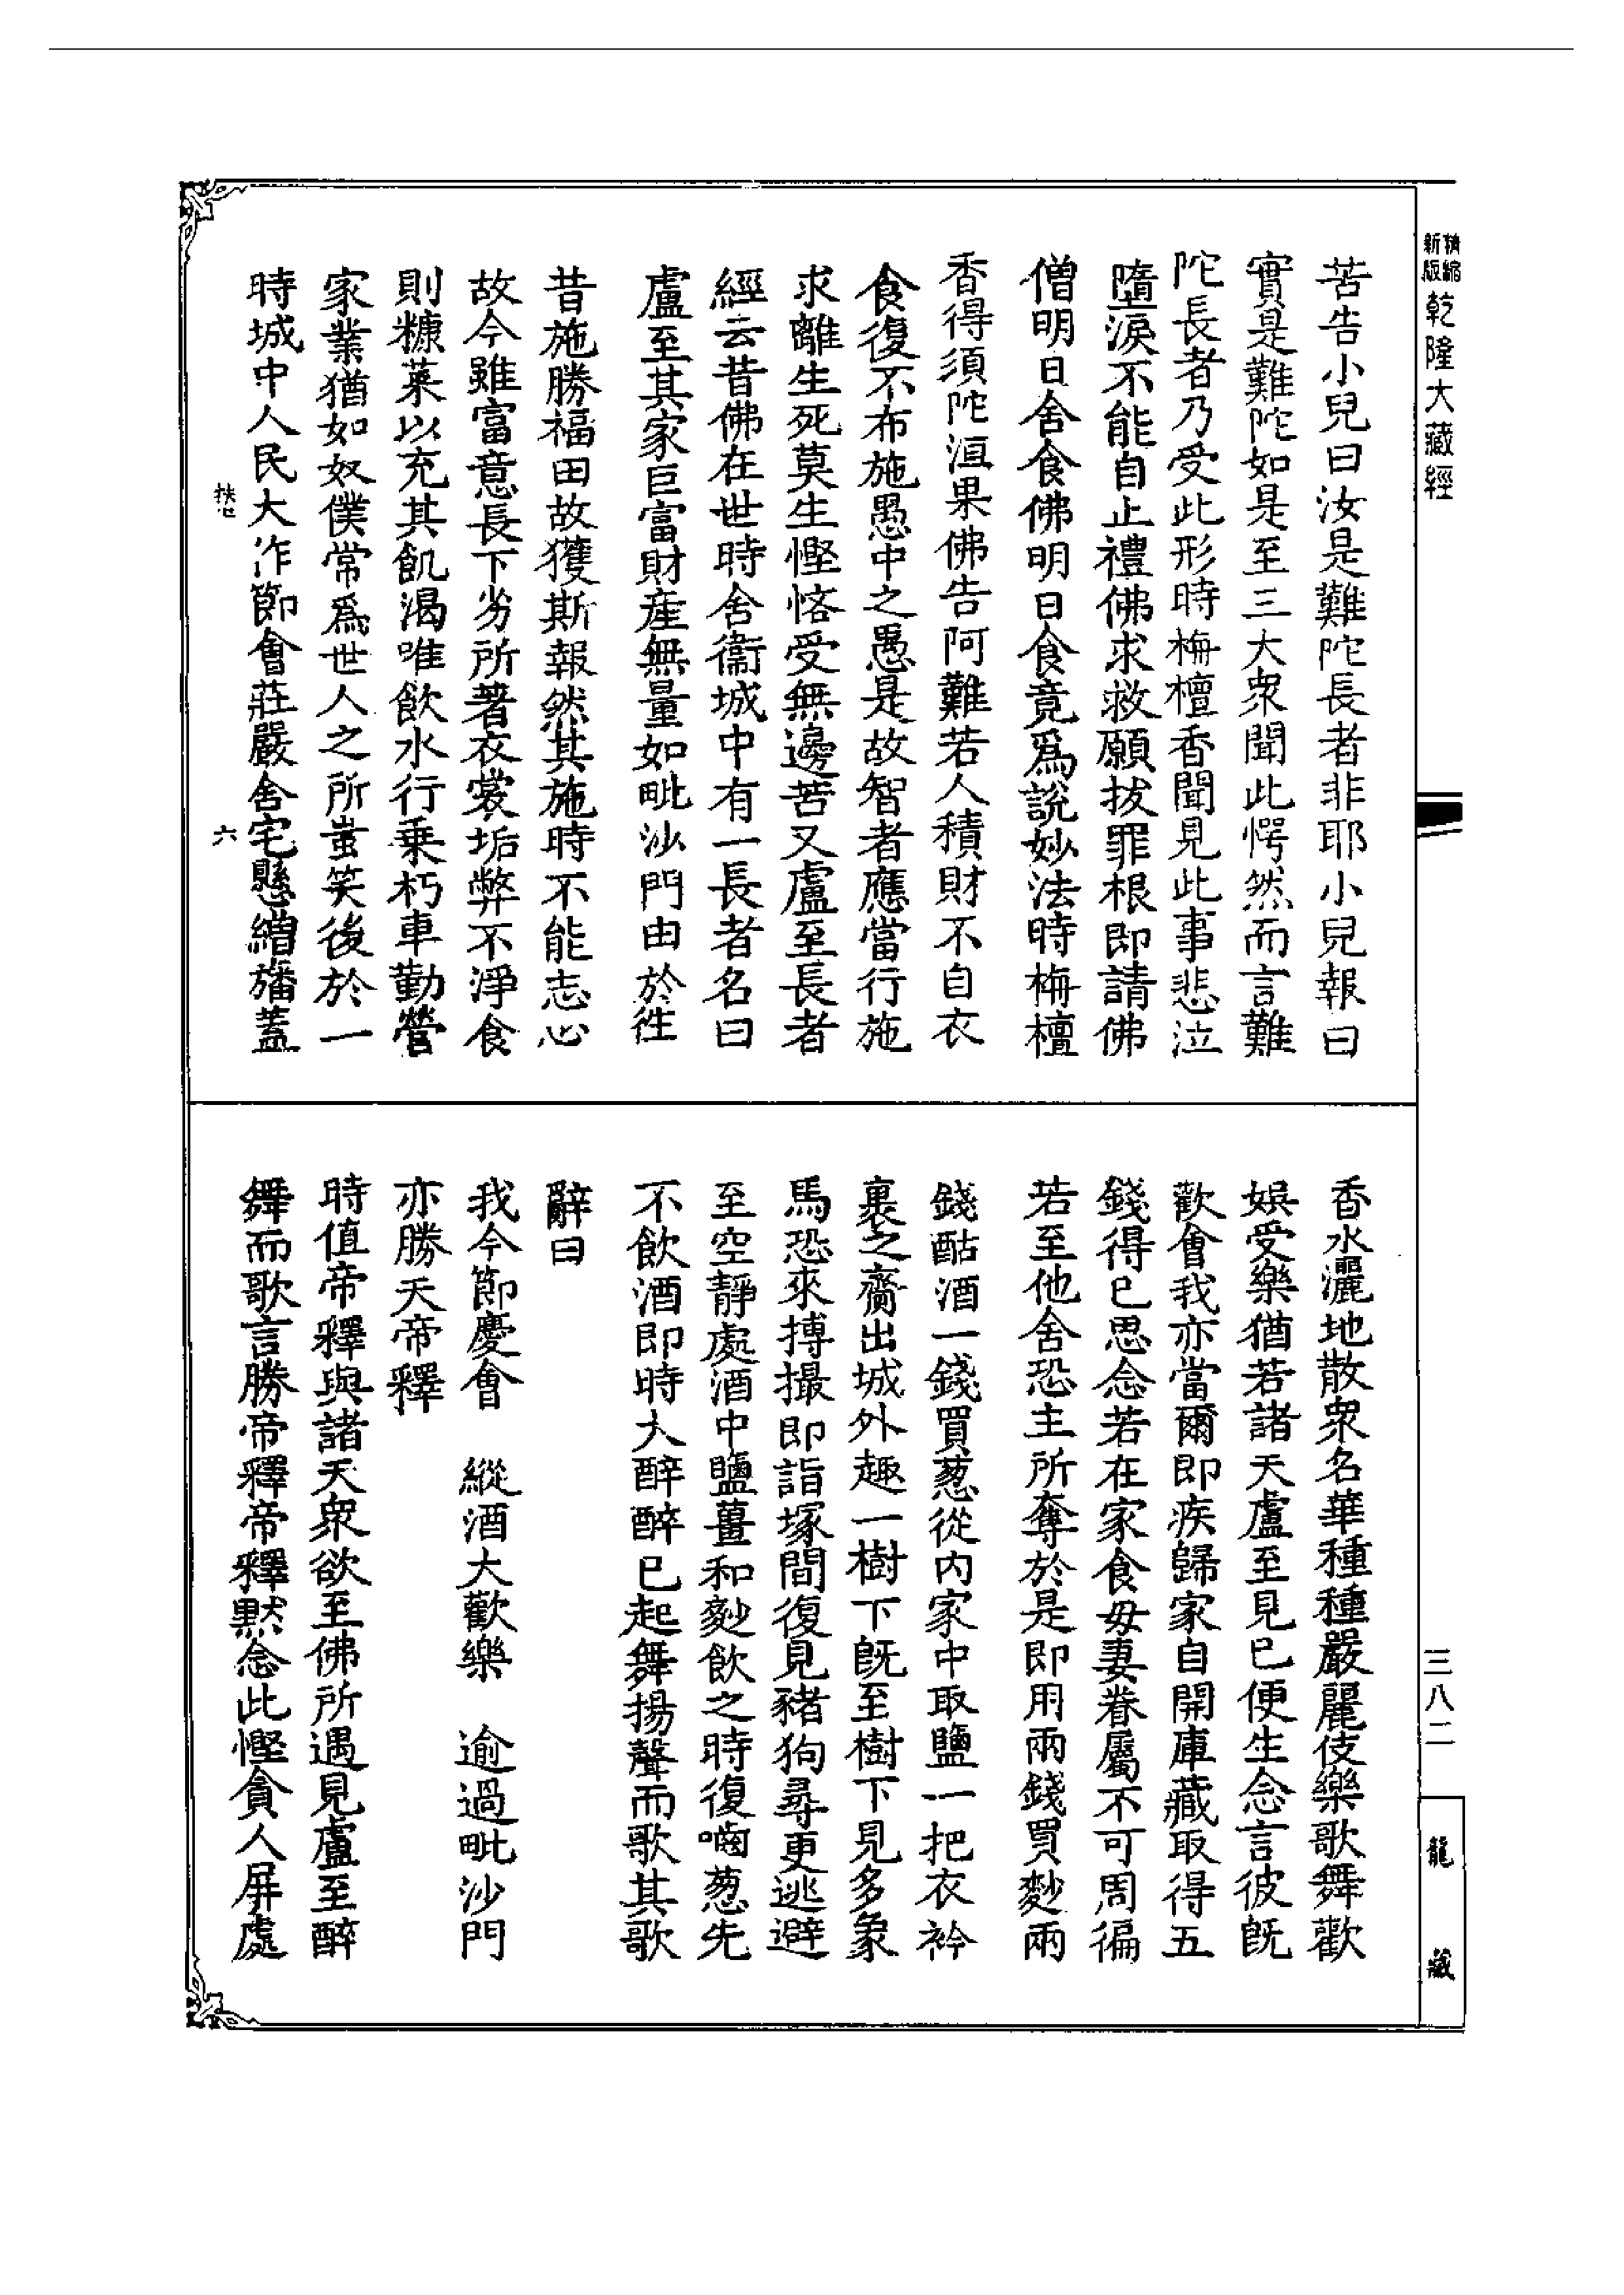 精縮新版乾隆大藏經
苦告小兒曰汝是難陀長者非耶小兒報曰
實是難陀如是至三大衆聞此愕然而言難
陀長者乃受此形時栴檀香聞見此事悲泣
墮淚不能自止禮佛求救願拔罪根即請佛
僧明日舍食佛明日食竟爲說妙法時栴檀
香得須陀洹果佛告阿難若人積財不自衣
食復不布施愚中之愚是故智者應當行施
求離生死莫生慳悋受無邊苦又盧至長者
經云昔佛在世時舍衞城中有一長者名曰
盧至其家巨富財產無量如毗沙門由於往
昔施勝福田故獲斯報然其施時不能志心
故今雖富意長下劣所著衣裳垢弊不淨食
則糠菜以充其飢渴唯飲水行乗朽車勤營
家業猶如奴僕常爲世人之所蚩笑後於一
時城中人民大作節會莊嚴舍宅懸繒旛蓋
六
香水灑地散衆名華種種嚴麗伎樂歌舞歡
娛受樂猶若諸天盧至見已便生念言彼旣
歡會我亦當爾即疾歸家自開庫藏取得五
錢得已思念若在家食母妻眷屬不可周徧
若至他舍恐主所奪於是即用兩錢買麨兩
錢酤酒一錢買葱從内家中取鹽一把衣衿
裹之齎出城外趣一樹下旣至樹下見多象
馬恐來搏撮即詣塚間復見豬狗尋更逃避
至空靜處酒中鹽薑和麨飲之時復嚙葱先
不飲酒即時大醉醉已起舞揚聲而歌其歌
辭曰
我今節慶會　縱酒大歡樂　逾過毗沙門
亦勝天帝釋
時值帝釋與諸天衆欲至佛所遇見盧至醉
舞而歌言勝帝釋帝釋默念此慳貪人屏處
三八二
龍藏